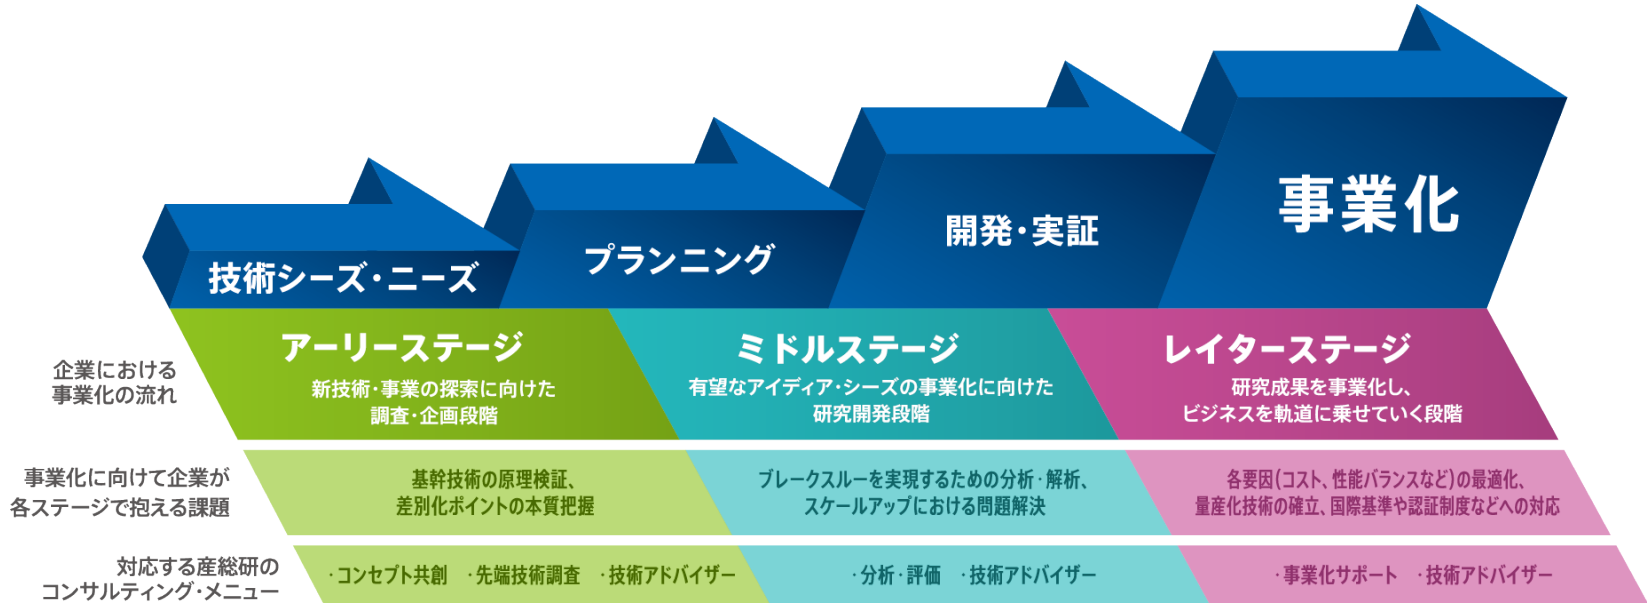 技術シーズ・ニーズ
プランニング
開発・実証
事業化
企業における
事業化の流れ
アーリーステージ
新技術・事業の探索に向けた
調査・企画段階
ミドルステージ
有望なアイディア・シーズの事業化に向けた
研究開発段階
レイターステージ
研究成果を事業化し、
ビジネスを軌道に乗せていく段階
事業化に向けて企業が
各ステージで抱える課題
基幹技術の原理検証、
差別化ポイントの本質把握
ブレークスルーを実現するための分析・解析、
スケールアップにおける問題解決
各要因(コスト、性能バランスなど)の最適化、
量産化技術の確立、国際基準や認証制度などへの対応
対応する産総研の
コンサルティング・メニュー
・コンセプト共創 ・先端技術調査 ・技術アドバイザー
・分析・評価 ・技術アドバイザー
・事業化サポート ・技術アドバイザー